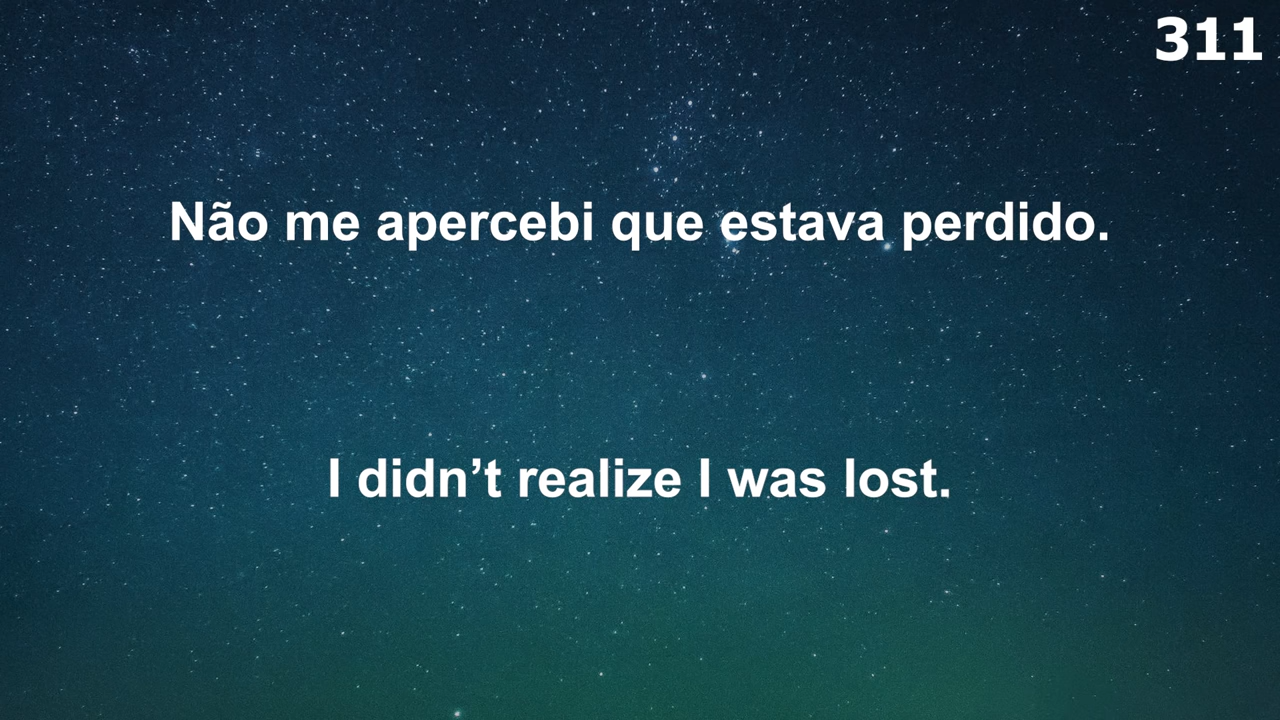 311
Não me apercebi que estava perdido.
I didn’t realize I was lost.